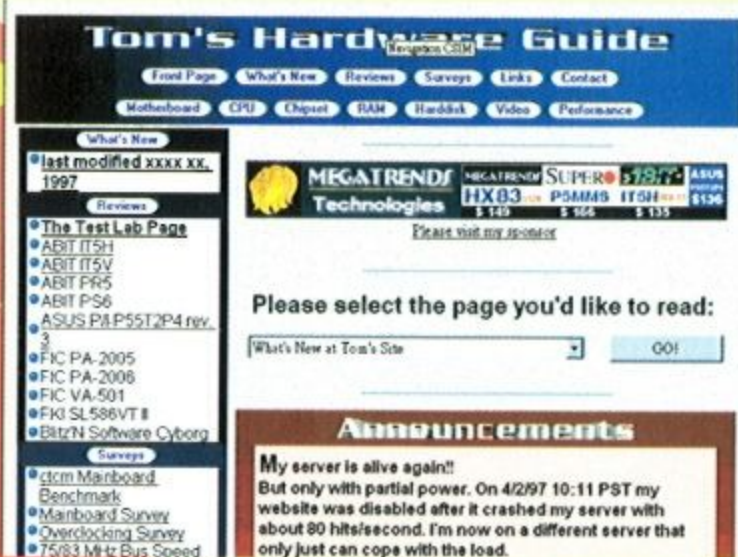 Tom's Hardware Guide
Navigation CSIM
Front Page What's New Reviews Surveys Links Contact
Motherboard CPU Chipset RAM Harddisk Video Performance
What's New
last modified xxxx xx,
1997
Reviews
The Test Lab Page
ABIT IT5H
ABIT IT5V
ABIT PR5
ABIT PS6
ASUS P/I-P55T2P4 rev.
3
FIC PA-2005
FIC PA-2006
FIC VA-501
FKI SL586VT II
Blitz'N Software Cyborg
Surveys
ctcm Mainboard
Benchmark
Mainboard Survey
Overclocking Survey
75/83 MHz Bus Speed
MEGATRENDS
Technologies
MEGATRENDS
HX83
$ 149
SUPER
P5MMS
$ 166
IT5H
$ 135
ASUS
$136
Please visit my sponsor
Please select the page you'd like to read:
What's New at Tom's Site GO!
Announcements
My server is alive again!!
But only with partial power. On 4/2/97 10:11 PST my
website was disabled after it crashed my server with
about 80 hits/second. I'm now on a different server that
only just can cope with the load.